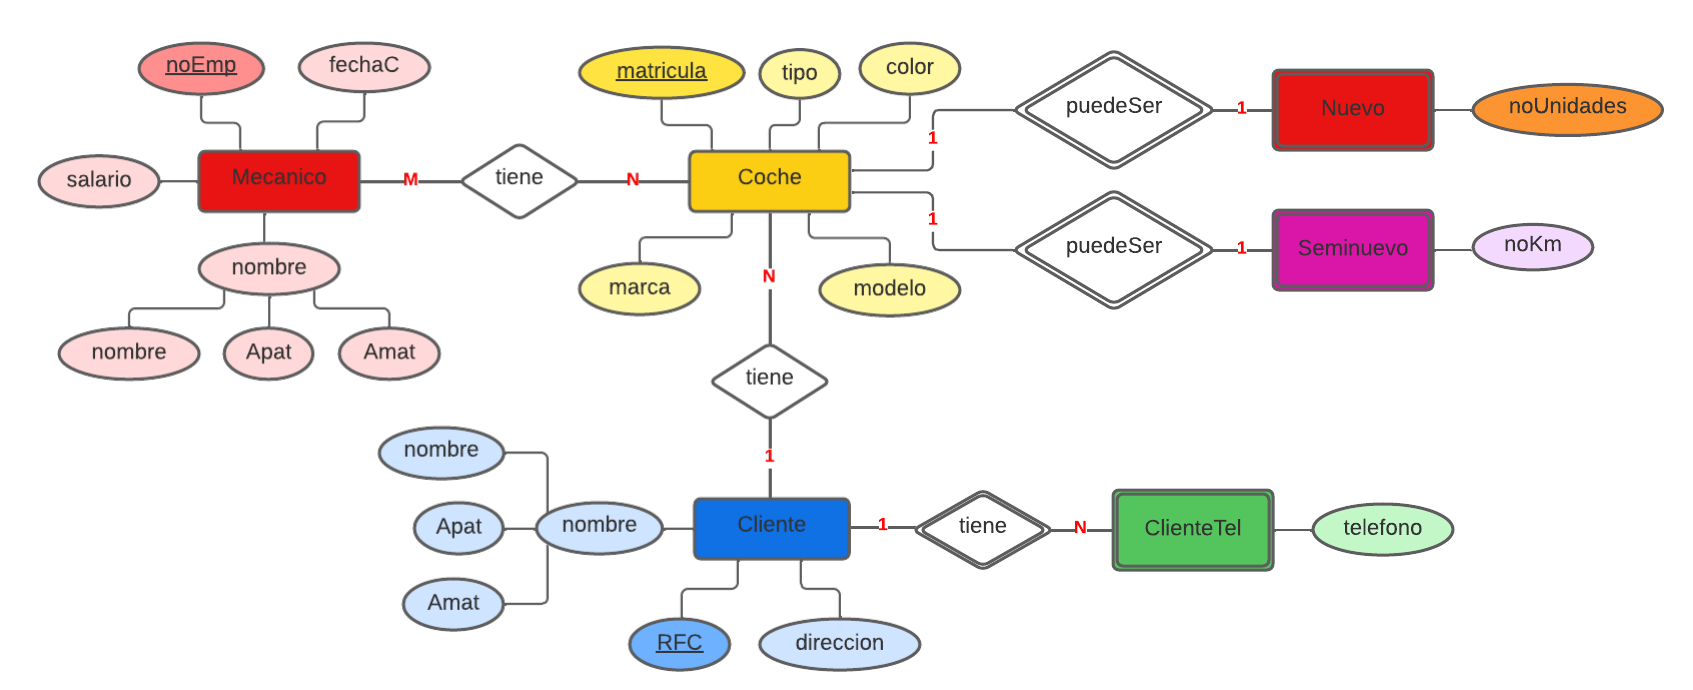 noEmp
fechaC
salario
Mecanico
nombre
nombre
Apat
Amat
M
tiene
N
matricula
tipo
color
Coche
marca
modelo
1
puedeSer
1
Nuevo
noUnidades
1
puedeSer
1
Seminuevo
noKm
N
tiene
1
nombre
Apat
Amat
nombre
Cliente
RFC
direccion
1
tiene
N
ClienteTel
telefono